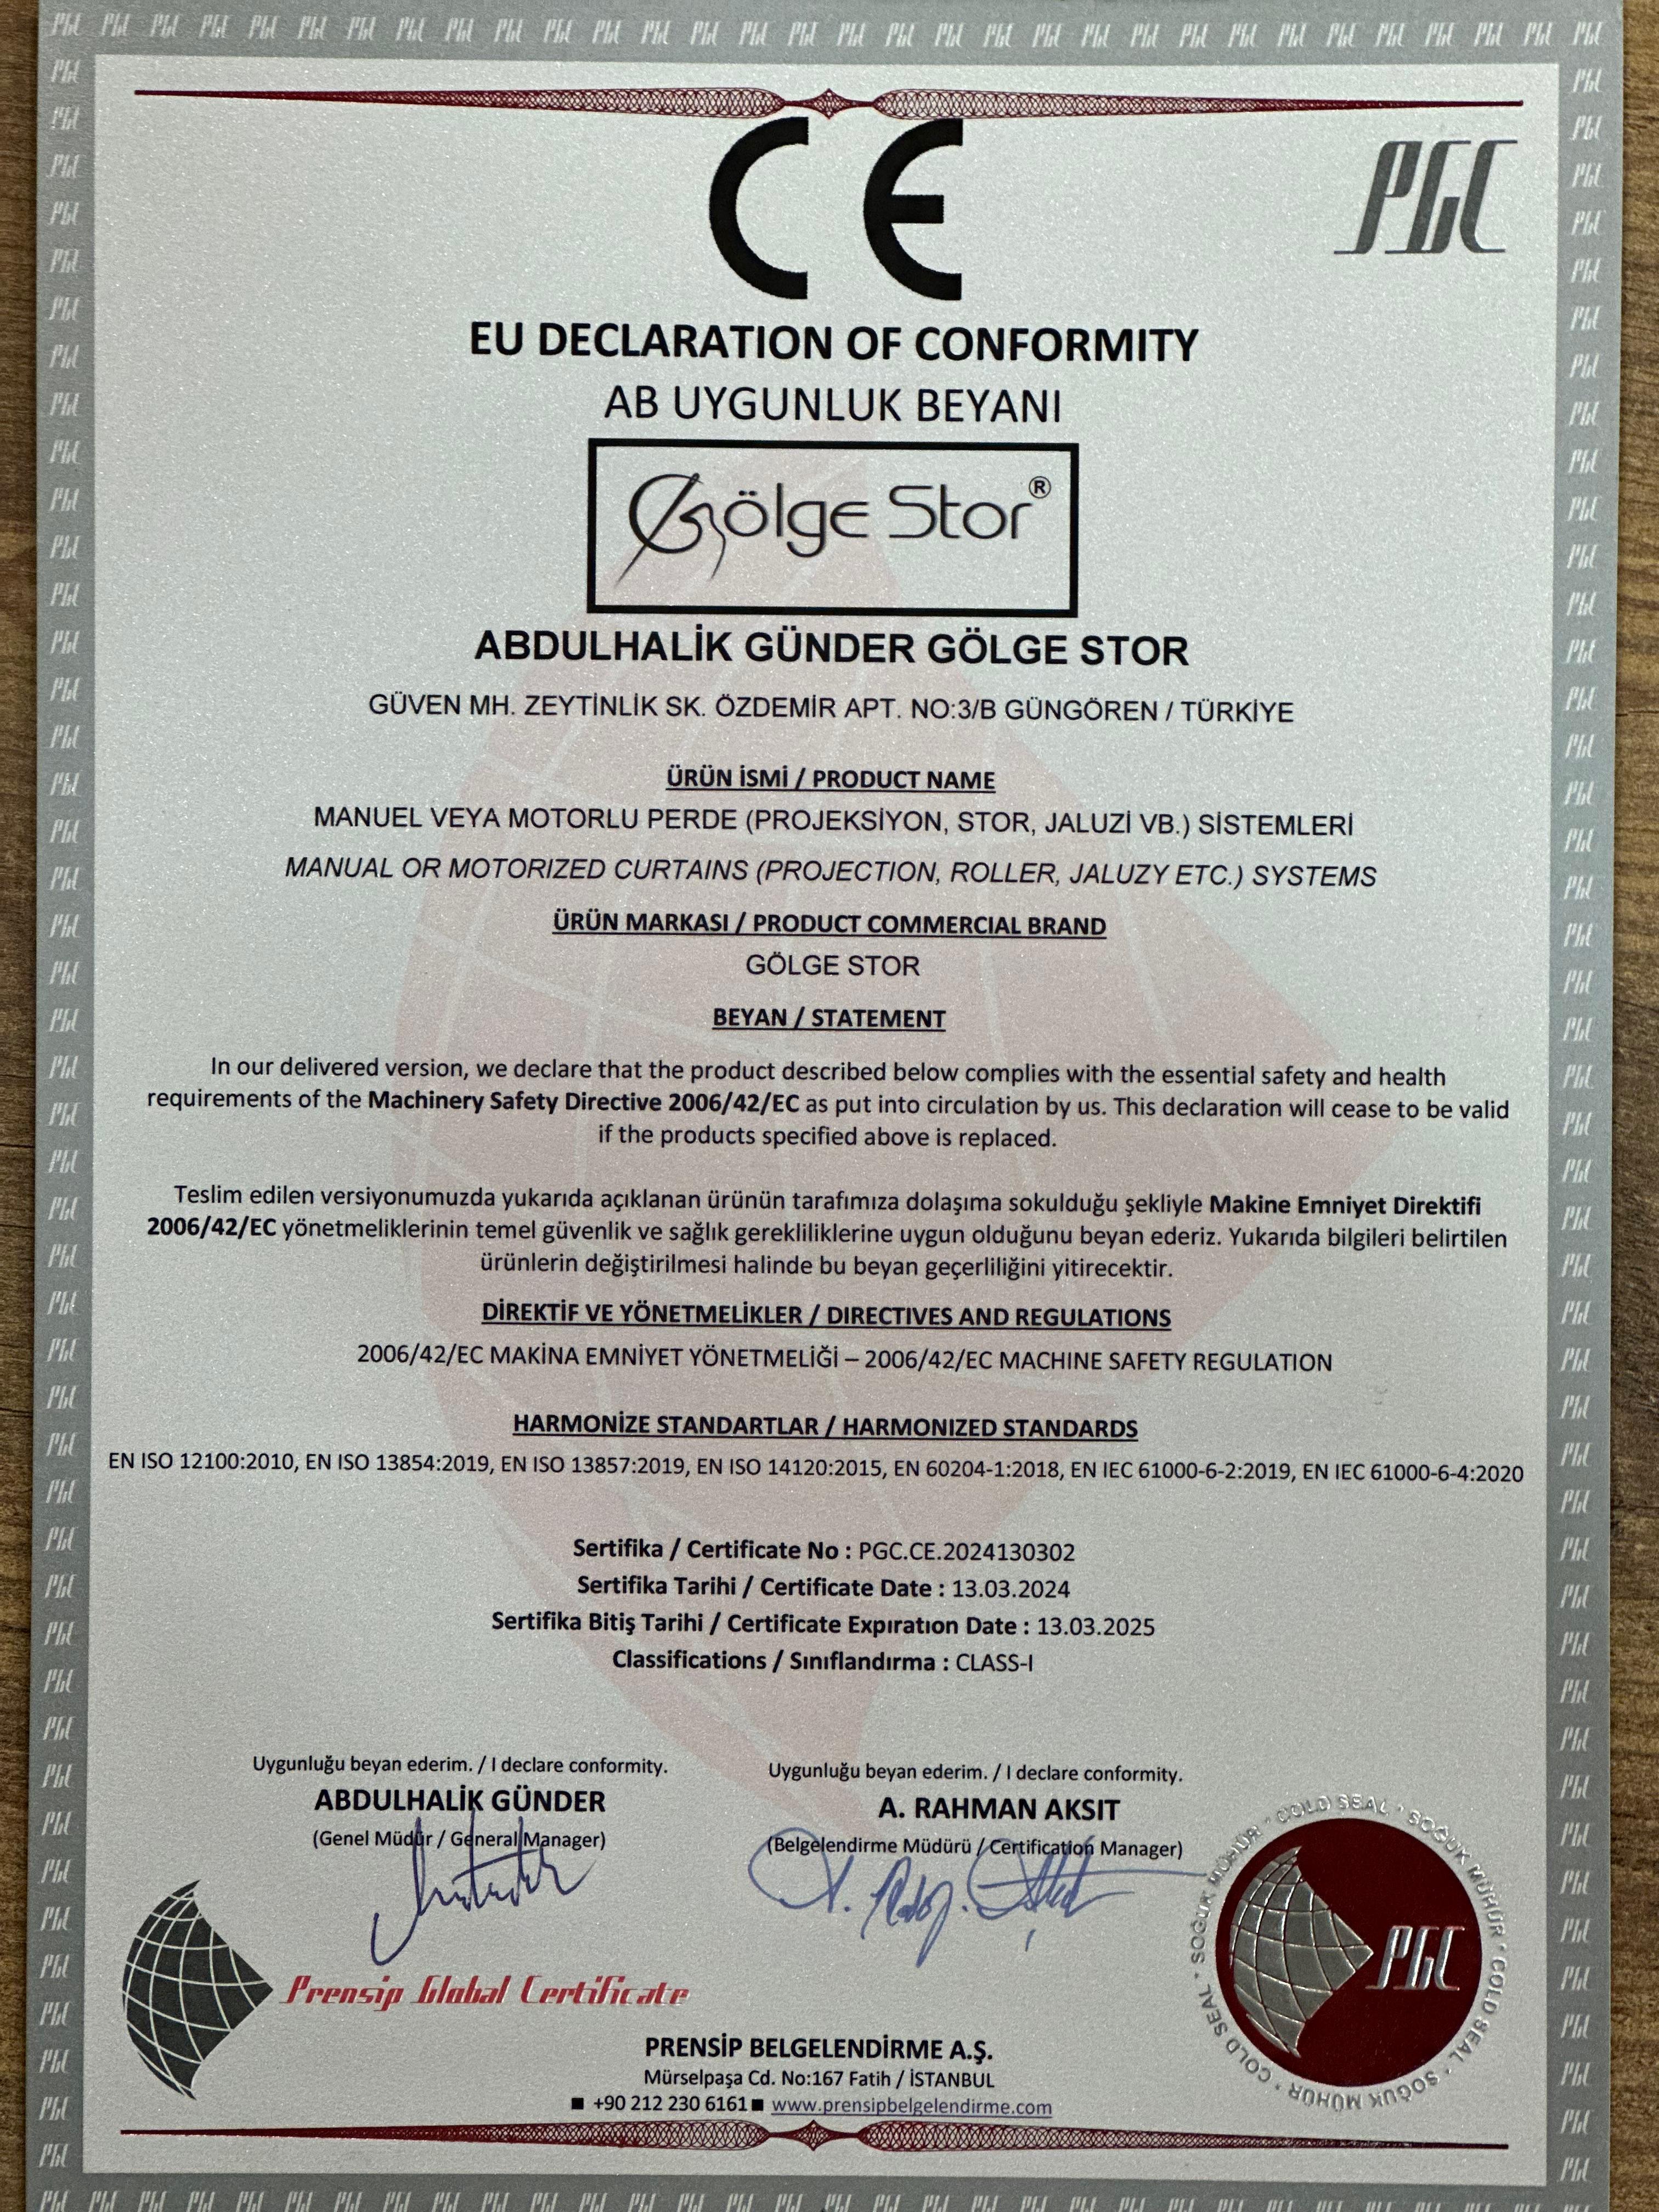 CE
PGC
EU DECLARATION OF CONFORMITY
AB UYGUNLUK BEYANI
Gölge Stor®
ABDULHALİK GÜNDER GÖLGE STOR
GÜVEN MH. ZEYTİNLİK SK. ÖZDEMİR APT. NO:3/B GÜNGÖREN / TÜRKİYE
ÜRÜN İSMİ / PRODUCT NAME
MANUEL VEYA MOTORLU PERDE (PROJEKSİYON, STOR, JALUZİ VB.) SİSTEMLERİ
MANUAL OR MOTORIZED CURTAINS (PROJECTION, ROLLER, JALUZY ETC.) SYSTEMS
ÜRÜN MARKASI / PRODUCT COMMERCIAL BRAND
GÖLGE STOR
BEYAN / STATEMENT
In our delivered version, we declare that the product described below complies with the essential safety and health
requirements of the Machinery Safety Directive 2006/42/EC as put into circulation by us. This declaration will cease to be valid
if the products specified above is replaced.
Teslim edilen versiyonumuzda yukarıda açıklanan ürünün tarafımıza dolaşıma sokulduğu şekliyle Makine Emniyet Direktifi
2006/42/EC yönetmeliklerinin temel güvenlik ve sağlık gerekliliklerine uygun olduğunu beyan ederiz. Yukarıda bilgileri belirtilen
ürünlerin değiştirilmesi halinde bu beyan geçerliliğini yitirecektir.
DİREKTİF VE YÖNETMELİKLER / DIRECTIVES AND REGULATIONS
2006/42/EC MAKİNA EMNİYET YÖNETMELİĞİ – 2006/42/EC MACHINE SAFETY REGULATION
HARMONİZE STANDARTLAR / HARMONIZED STANDARDS
EN ISO 12100:2010, EN ISO 13854:2019, EN ISO 13857:2019, EN ISO 14120:2015, EN 60204-1:2018, EN IEC 61000-6-2:2019, EN IEC 61000-6-4:2020
Sertifika / Certificate No : PGC.CE.2024130302
Sertifika Tarihi / Certificate Date : 13.03.2024
Sertifika Bitiş Tarihi / Certificate Expiratıon Date : 13.03.2025
Classifications / Sınıflandırma : CLASS-I
Uygunluğu beyan ederim. / I declare conformity.
ABDULHALİK GÜNDER
(Genel Müdür / General Manager)
Uygunluğu beyan ederim. / I declare conformity.
A. RAHMAN AKSIT
(Belgelendirme Müdürü / Certification Manager)
Prensip Global Certificate
SOĞUK MÜHÜR * COLD SEAL * SOĞUK MÜHÜR * COLD SEAL * SOĞUK MÜHÜR * COLD SEAL *
PGC
PRENSİP BELGELENDİRME A.Ş.
Mürselpaşa Cd. No:167 Fatih / İSTANBUL
■ +90 212 230 6161 ■ www.prensipbelgelendirme.com